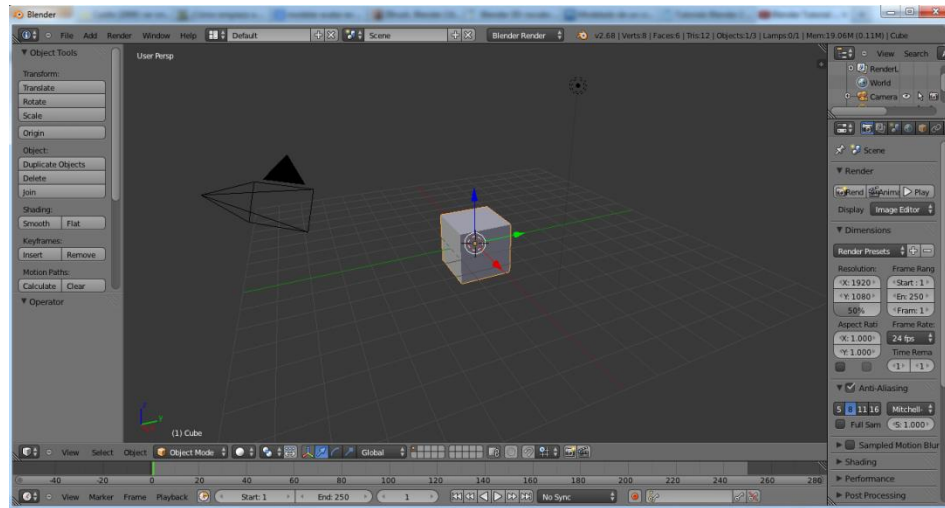 Blender
File Add Render Window Help Default Scene Blender Render v2.68 | Verts:8 | Faces:6 | Tris:12 | Objects:1/3 | Lamps:0/1 | Mem:19.06M (0.11M) | Cube
Object Tools
Transform:
Translate
Rotate
Scale
Origin
Object:
Duplicate Objects
Delete
Join
Shading:
Smooth Flat
Keyframes:
Insert Remove
Motion Paths:
Calculate Clear
Operator
User Persp
z
y
(1) Cube
View Search
RenderL
World
Camera
Scene
Render
Rend Anima Play
Display Image Editor
Dimensions
Render Presets
Resolution: Frame Rang
X: 1920 Start : 1
Y: 1080 En: 250
50% Fram: 1
Aspect Rati Frame Rate:
X: 1.000 24 fps
Y: 1.000 Time Rema
1 1
Anti-Aliasing
5 8 11 16 Mitchell-
Full Sam S: 1.000
Sampled Motion Blur
Shading
Performance
Post Processing
View Select Object Object Mode Global
-40 -20 0 20 40 60 80 100 120 140 160 180 200 220 240 260 280
View Marker Frame Playback Start: 1 End: 250 1 No Sync